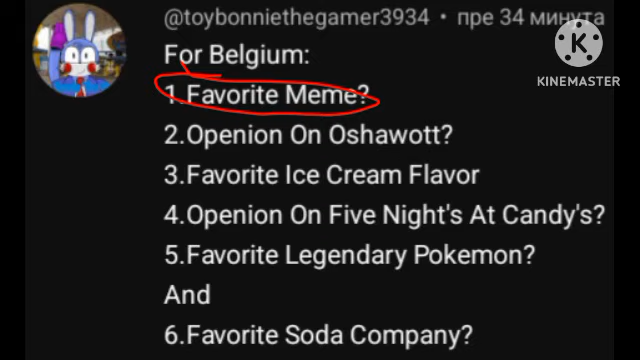 @toybonniethegamer3934 • пре 34 минута
For Belgium:
1.Favorite Meme?
2.Openion On Oshawott?
3.Favorite Ice Cream Flavor
4.Openion On Five Night's At Candy's?
5.Favorite Legendary Pokemon?
And
6.Favorite Soda Company?
K
KINEMASTER